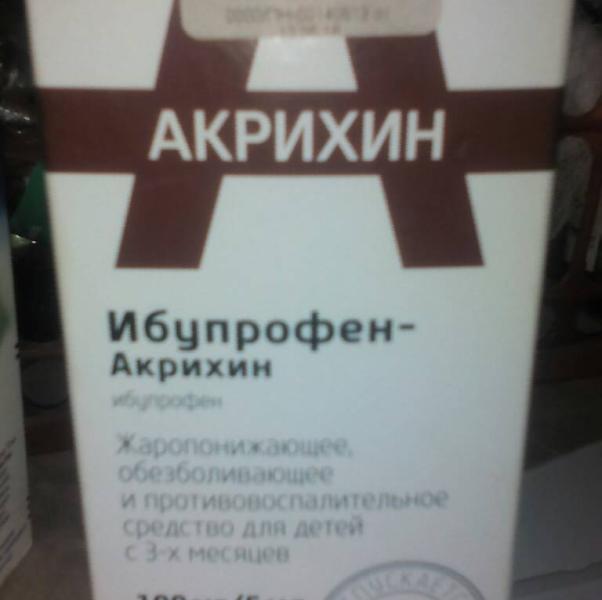 АКРИХИН
Ибупрофен-
Акрихин
ибупрофен
Жаропонижающее,
обезболивающее
и противовоспалительное
средство для детей
с 3-х месяцев